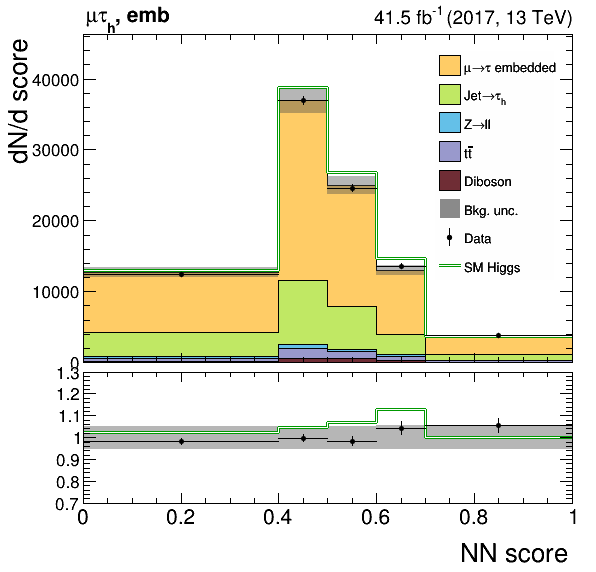 μτh, emb
41.5 fb-1 (2017, 13 TeV)
dN/d score
40000
30000
20000
10000
0
μ→τ embedded
Jet→τh
Z→ll
tt̄
Diboson
Bkg. unc.
Data
SM Higgs
1.3
1.2
1.1
1
0.9
0.8
0.7
0 0.2 0.4 0.6 0.8 1
NN score